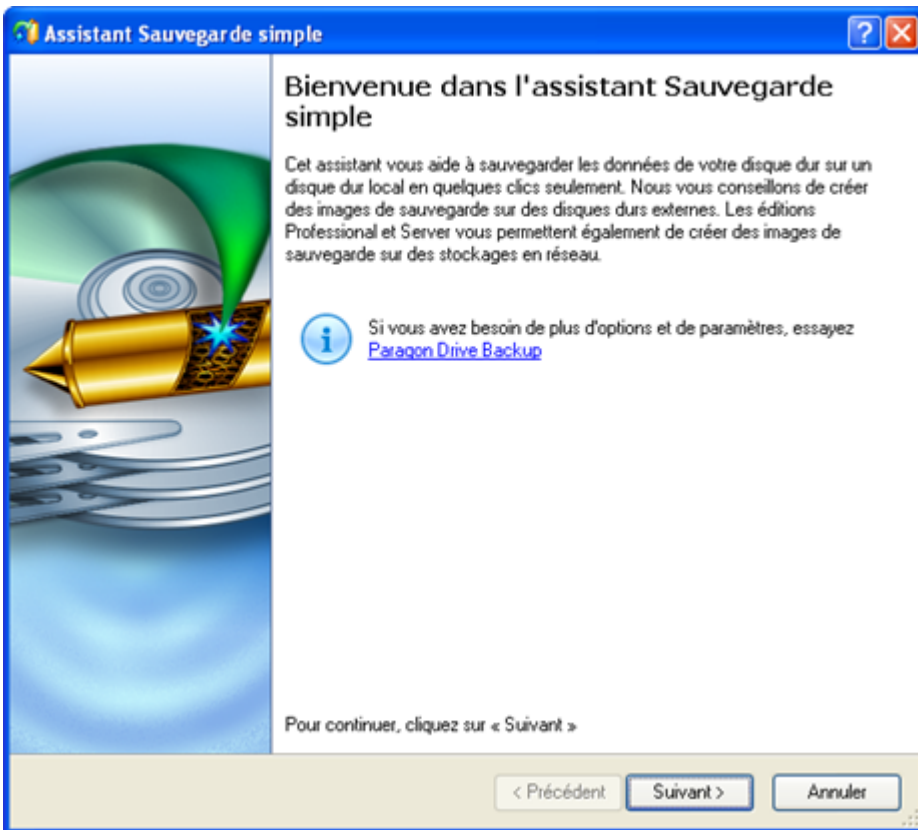 Assistant Sauvegarde simple
Bienvenue dans l'assistant Sauvegarde
simple
Cet assistant vous aide à sauvegarder les données de votre disque dur sur un
disque dur local en quelques clics seulement. Nous vous conseillons de créer
des images de sauvegarde sur des disques durs externes. Les éditions
Professional et Server vous permettent également de créer des images de
sauvegarde sur des stockages en réseau.
Si vous avez besoin de plus d'options et de paramètres, essayez
Paragon Drive Backup
Pour continuer, cliquez sur « Suivant »
< Précédent Suivant > Annuler